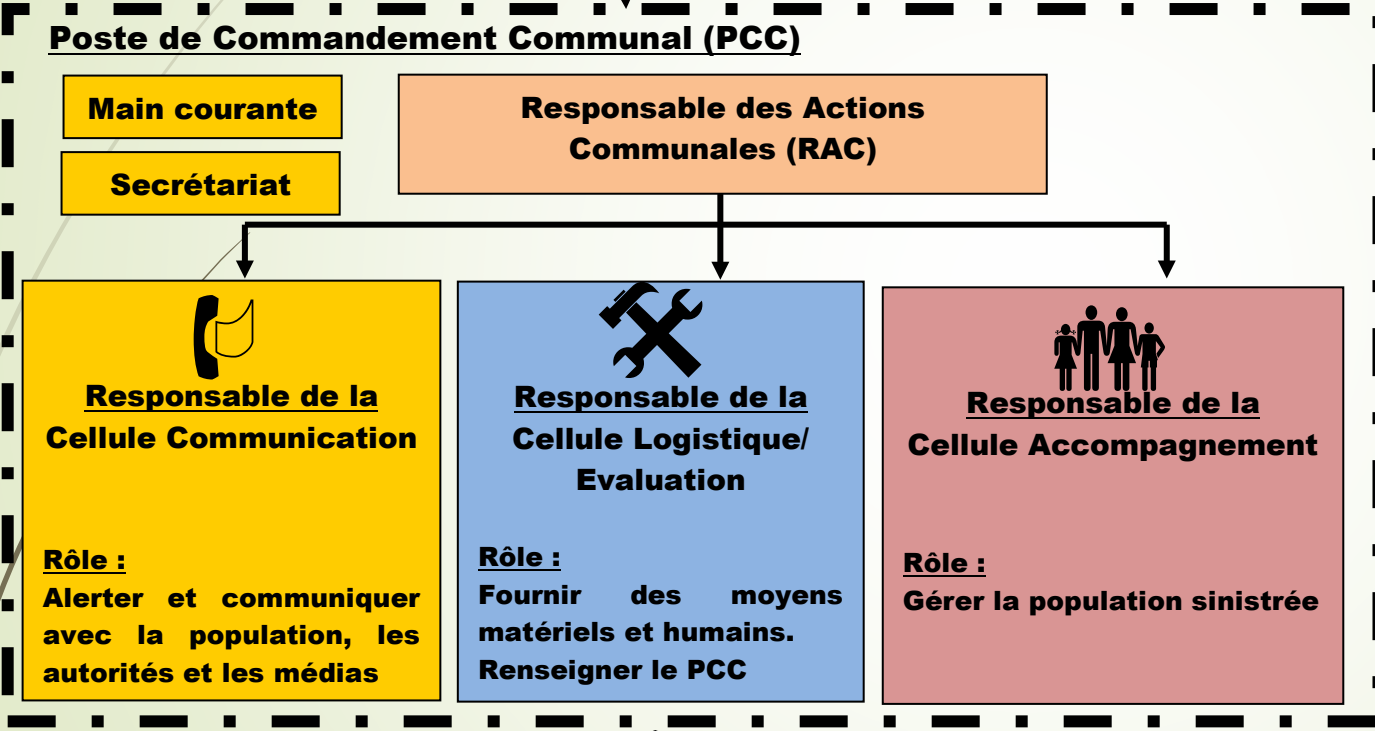 Poste de Commandement Communal (PCC)
Main courante
Secrétariat
Responsable des Actions
Communales (RAC)
Responsable de la
Cellule Communication
Rôle :
Alerter et communiquer
avec la population, les
autorités et les médias
Responsable de la
Cellule Logistique/
Evaluation
Rôle :
Fournir des moyens
matériels et humains.
Renseigner le PCC
Responsable de la
Cellule Accompagnement
Rôle :
Gérer la population sinistrée